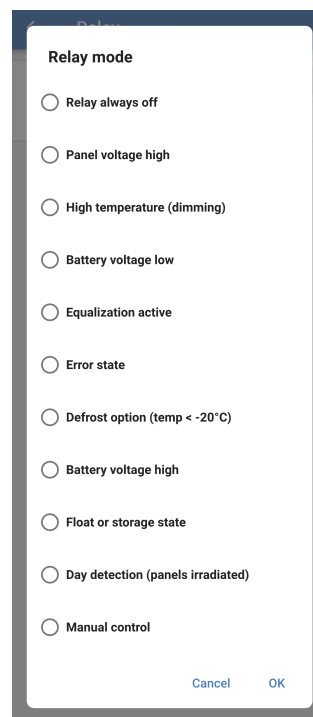 Relay mode
Relay always off
Panel voltage high
High temperature (dimming)
Battery voltage low
Equalization active
Error state
Defrost option (temp < -20°C)
Battery voltage high
Float or storage state
Day detection (panels irradiated)
Manual control
Cancel OK